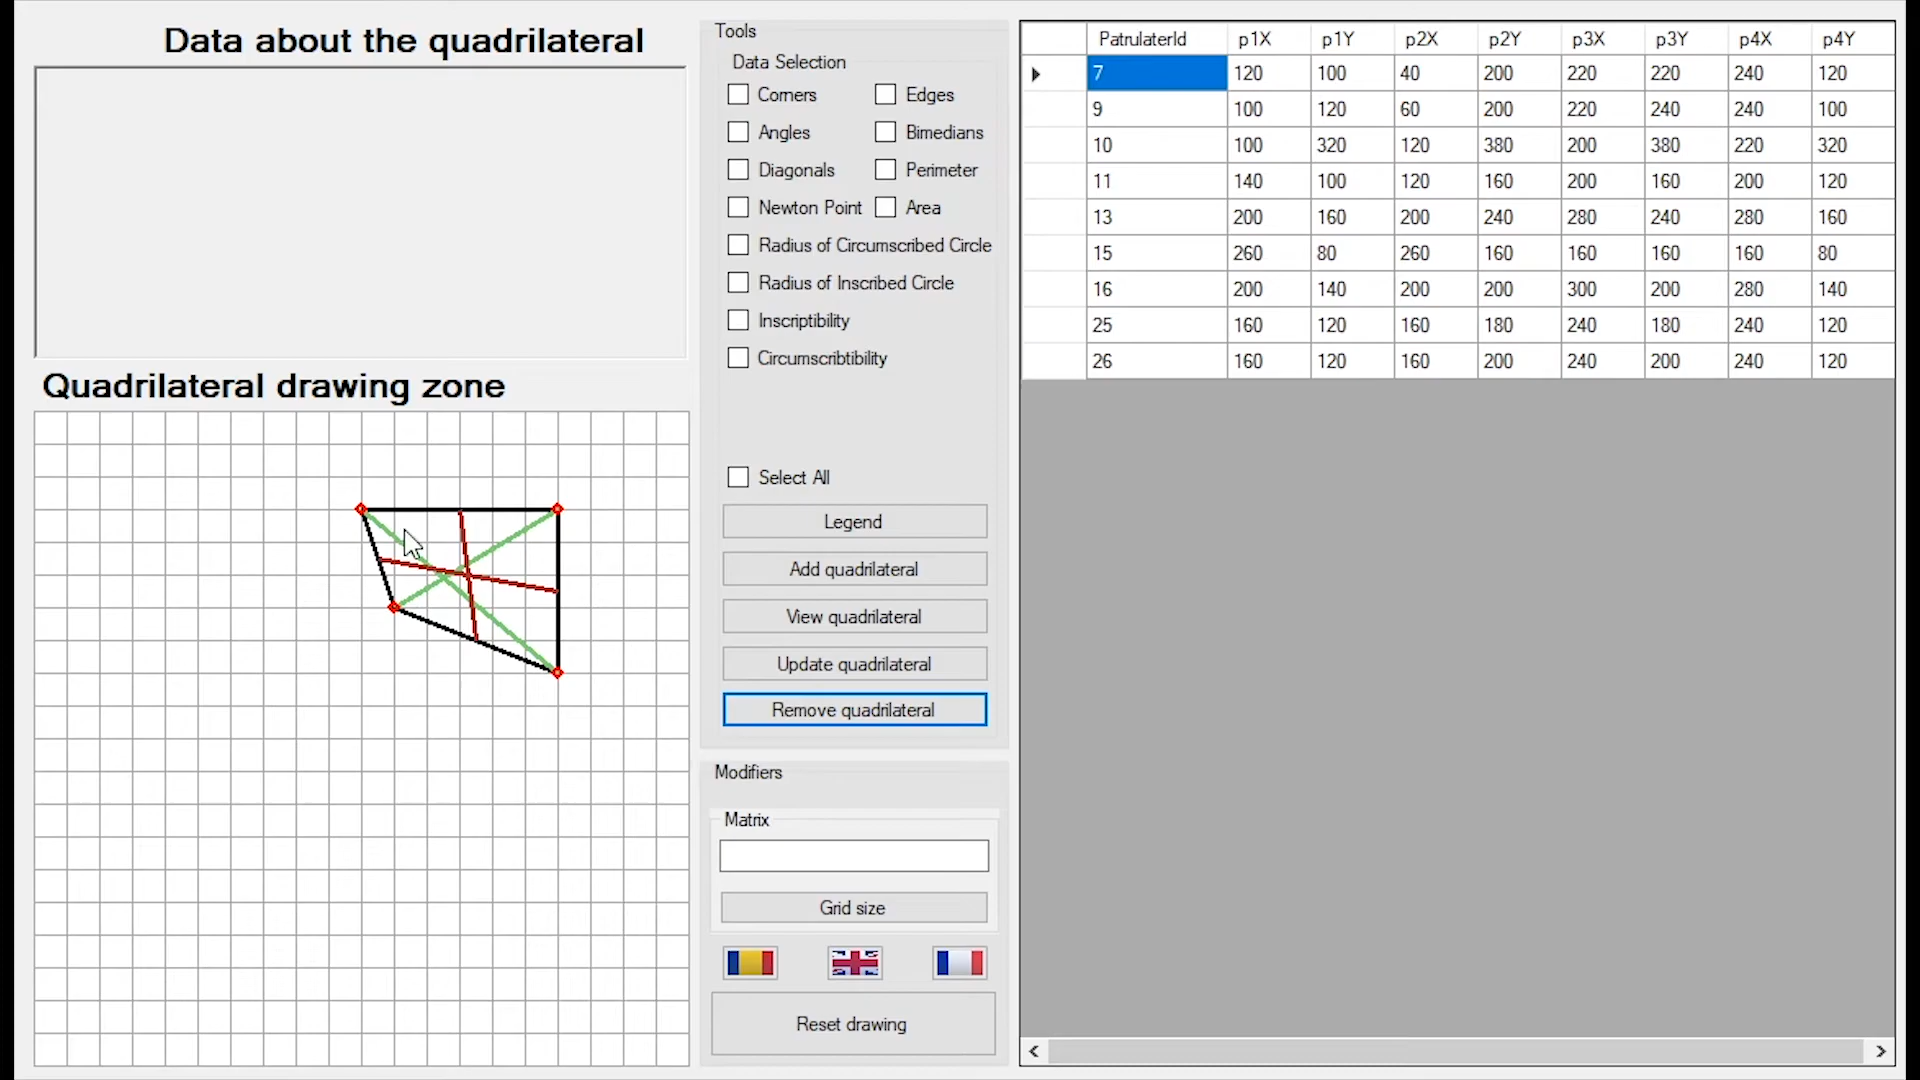 Data about the quadrilateral
Quadrilateral drawing zone
Tools
Data Selection
Corners
Edges
Angles
Bimedians
Diagonals
Perimeter
Newton Point
Area
Radius of Circumscribed Circle
Radius of Inscribed Circle
Inscriptibility
Circumscribtibility
Select All
Legend
Add quadrilateral
View quadrilateral
Update quadrilateral
Remove quadrilateral
Modifiers
Matrix
Grid size
Reset drawing
PatrulaterId p1X p1Y p2X p2Y p3X p3Y p4X p4Y
7 120 100 40 200 220 220 240 120
9 100 120 60 200 220 240 240 100
10 100 320 120 380 200 380 220 320
11 140 100 120 160 200 160 200 120
13 200 160 200 240 280 240 280 160
15 260 80 260 160 160 160 160 80
16 200 140 200 200 300 200 280 140
25 160 120 160 180 240 180 240 120
26 160 120 160 200 240 200 240 120